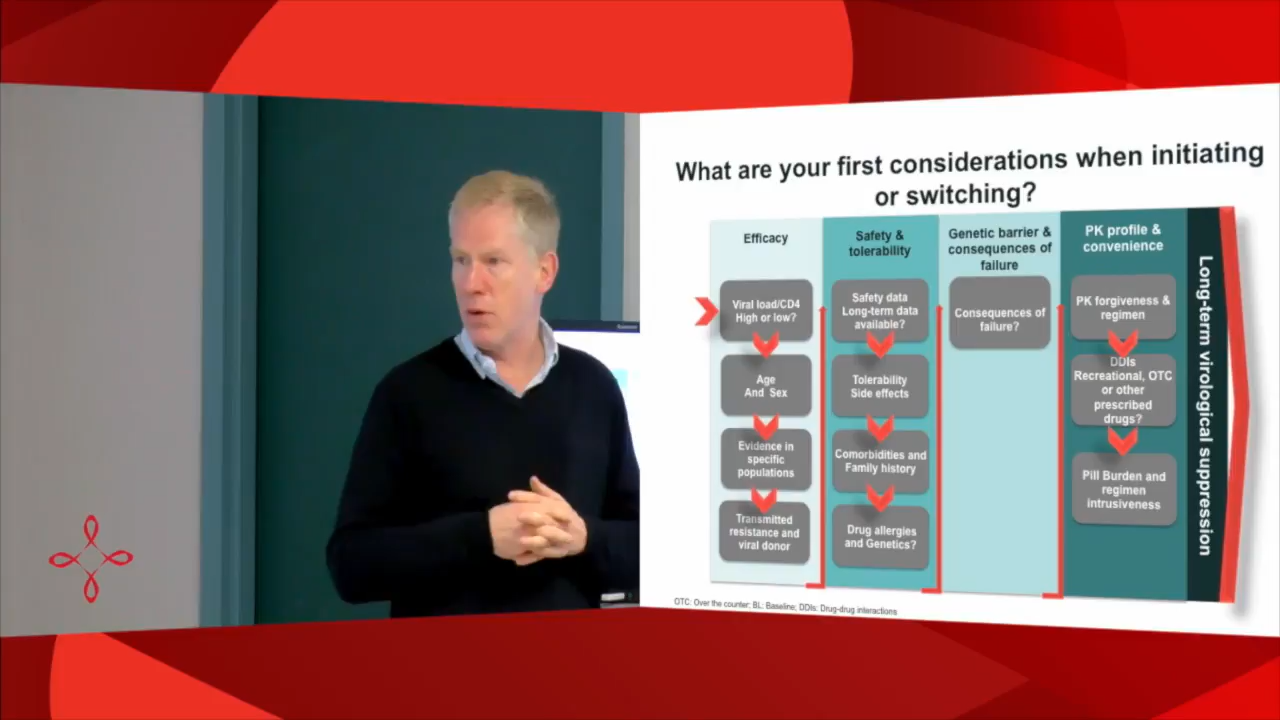 What are your first considerations when initiating
or switching?
Efficacy
Viral load/CD4
High or low?
Age
And Sex
Evidence in
specific
populations
Transmitted
resistance and
viral donor
Safety &
tolerability
Safety data
Long-term data
available?
Tolerability
Side effects
Comorbidities and
Family history
Drug allergies
and Genetics?
Genetic barrier &
consequences of
failure
Consequences of
failure?
PK profile &
convenience
PK forgiveness &
regimen
DDIs
Recreational, OTC
or other
prescribed
drugs?
Pill Burden and
regimen
intrusiveness
Long-term virological suppression
OTC: Over the counter; BL: Baseline; DDIs: Drug-drug interactions